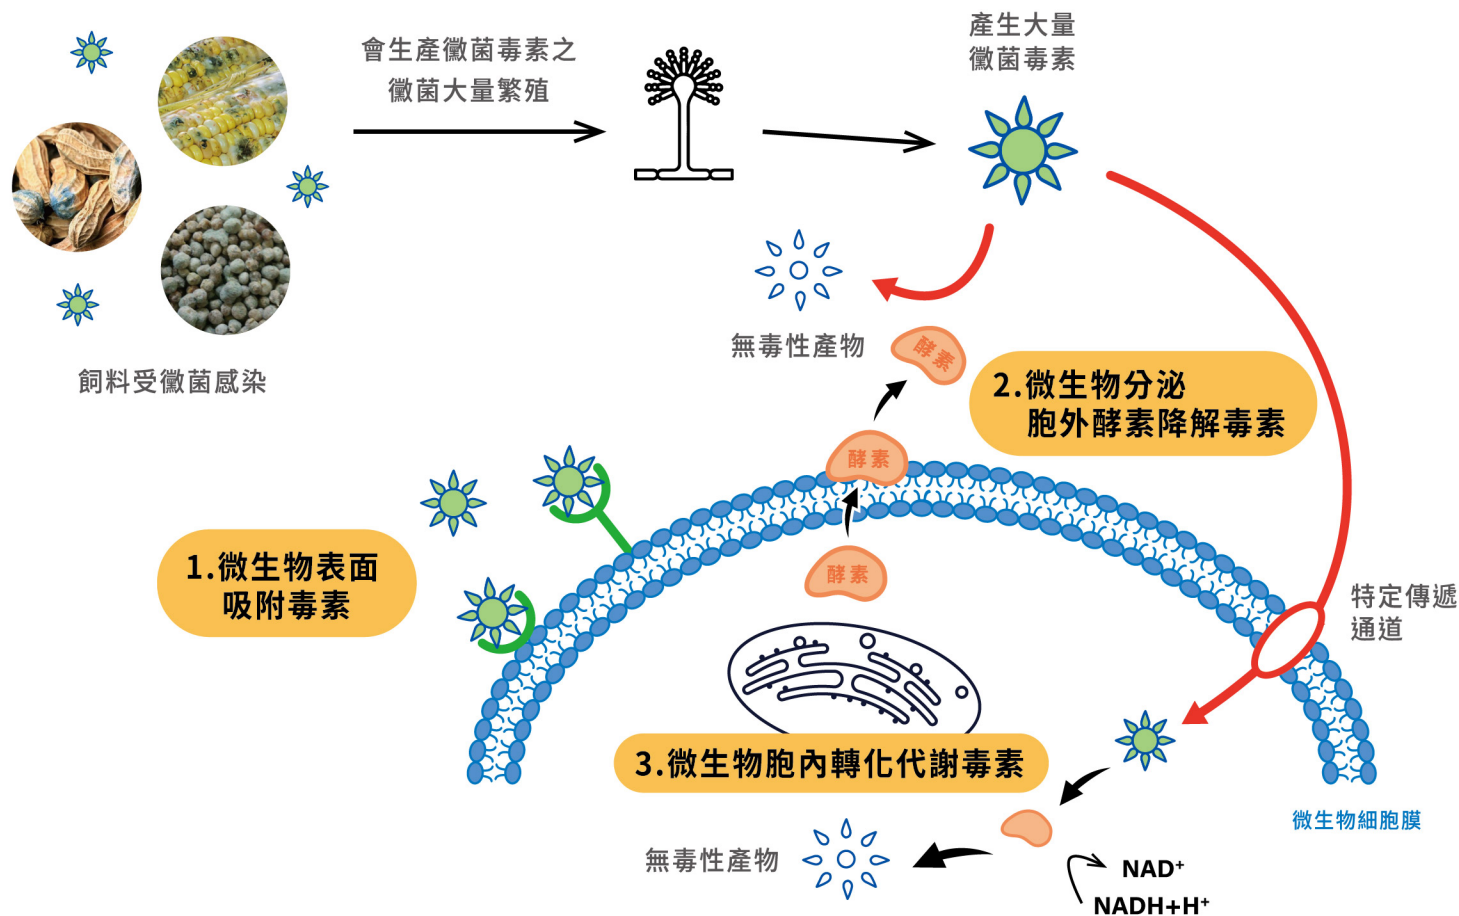 會生產黴菌毒素之
黴菌大量繁殖
產生大量
黴菌毒素
飼料受黴菌感染
無毒性產物
酵素
2.微生物分泌
胞外酵素降解毒素
酵素
酵素
1.微生物表面
吸附毒素
特定傳遞
通道
3.微生物胞內轉化代謝毒素
微生物細胞膜
無毒性產物
NAD⁺
NADH+H⁺